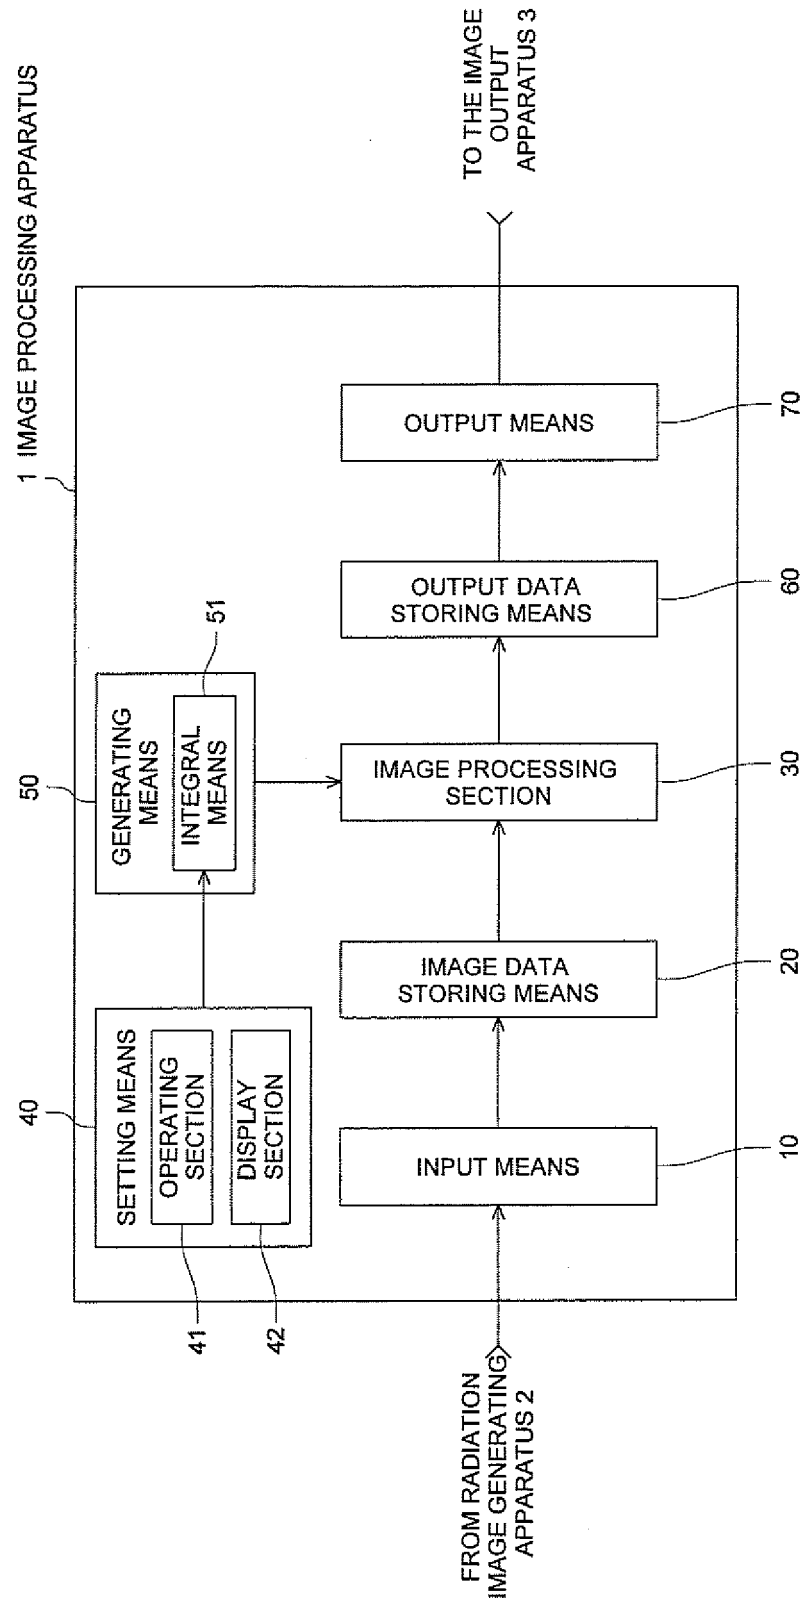 1 IMAGE PROCESSING APPARATUS
40
SETTING MEANS
OPERATING
SECTION
41
DISPLAY
SECTION
42
50
GENERATING
MEANS
INTEGRAL
MEANS
51
FROM RADIATION
IMAGE GENERATING
APPARATUS 2
INPUT MEANS
10
IMAGE DATA
STORING MEANS
20
IMAGE PROCESSING
SECTION
30
OUTPUT DATA
STORING MEANS
60
OUTPUT MEANS
70
TO THE IMAGE
OUTPUT
APPARATUS 3